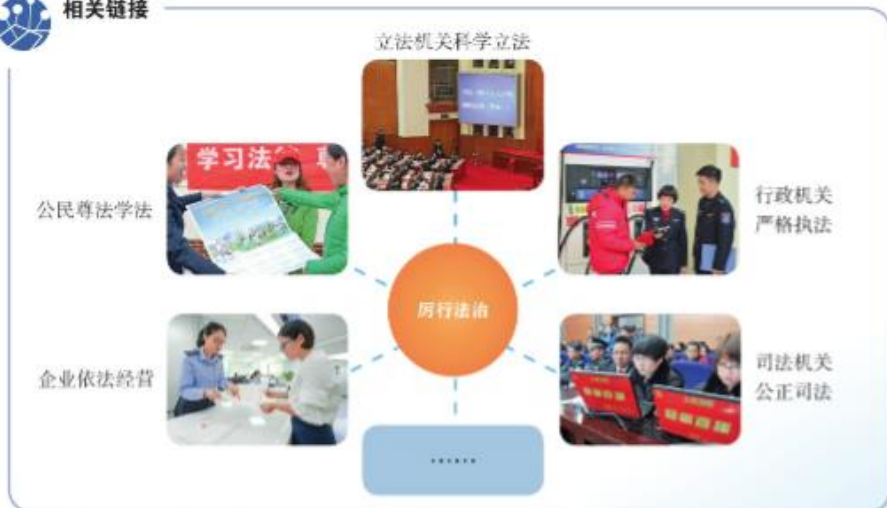 相关链接
立法机关科学立法
学习法
公民尊法学法
行政机关
严格执法
厉行法治
企业依法经营
司法机关
公正司法
……